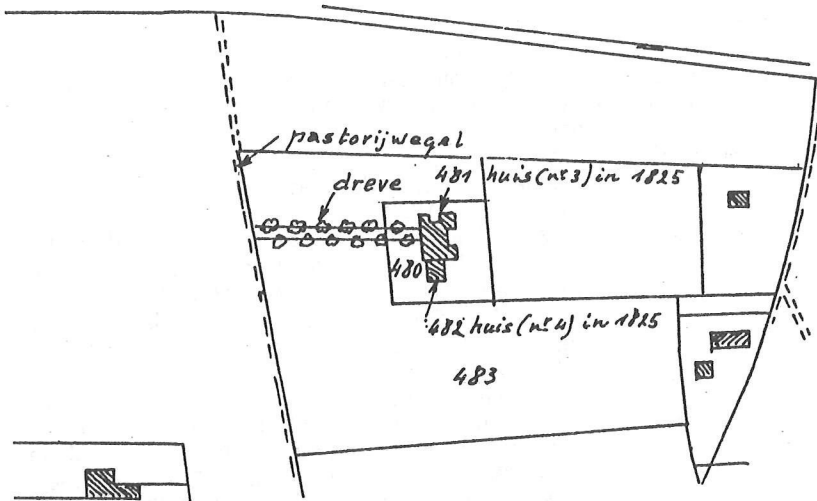 pastorijwegel
dreve
481 huis (nr 3) in 1825
480
482 huis (nr 4) in 1825
483